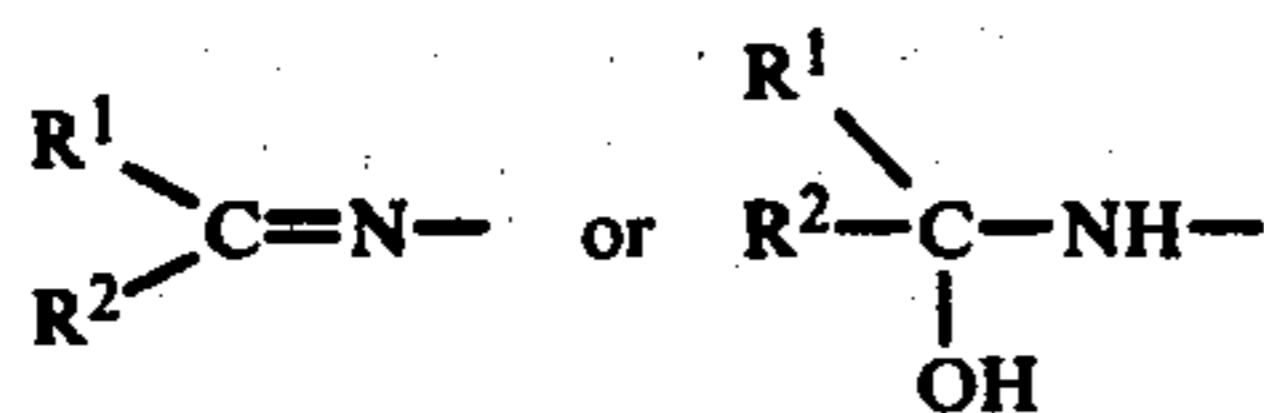 R¹ R¹
C=N— or R²—C—NH—
R² OH